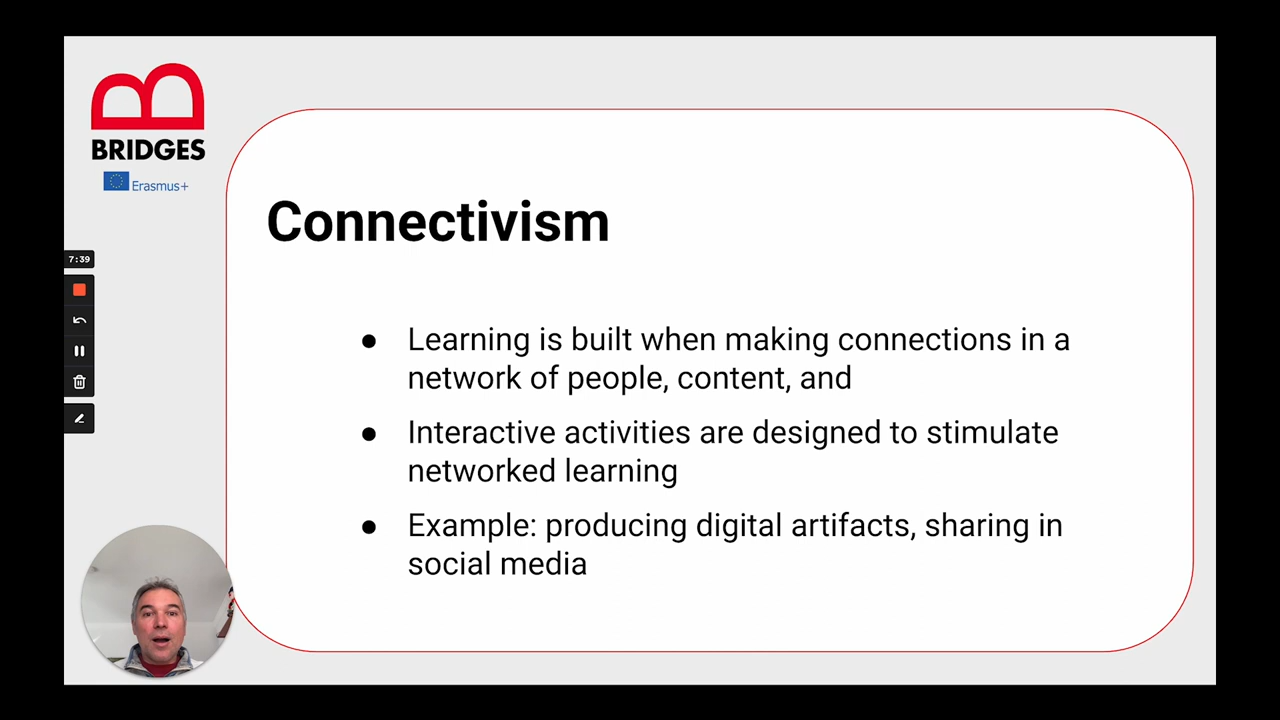 BRIDGES
Erasmus+
7:39
Connectivism
● Learning is built when making connections in a
network of people, content, and
● Interactive activities are designed to stimulate
networked learning
● Example: producing digital artifacts, sharing in
social media